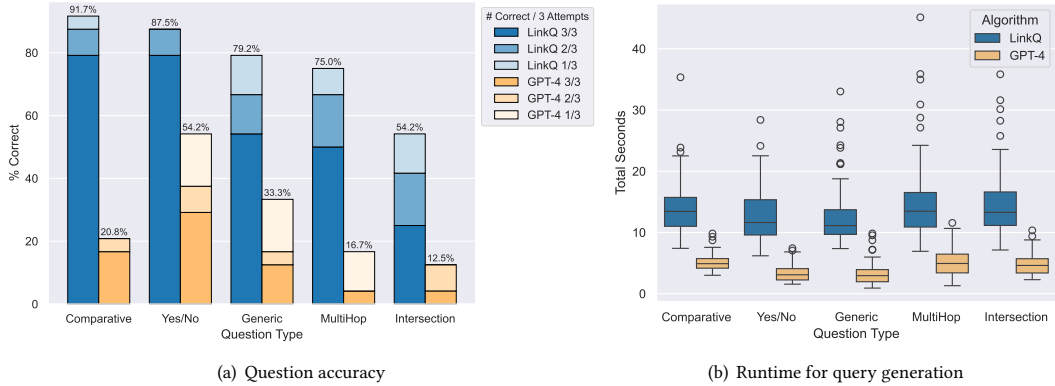 91.7%
87.5%
79.2%
75.0%
54.2%
54.2%
33.3%
20.8%
16.7%
12.5%
80
60
40
20
0
% Correct
Comparative
Yes/No
Generic
MultiHop
Intersection
Question Type
# Correct / 3 Attempts
LinkQ 3/3
LinkQ 2/3
LinkQ 1/3
GPT-4 3/3
GPT-4 2/3
GPT-4 1/3
(a) Question accuracy
Algorithm
LinkQ
GPT-4
40
30
20
10
0
Total Seconds
Comparative
Yes/No
Generic
MultiHop
Intersection
Question Type
(b) Runtime for query generation